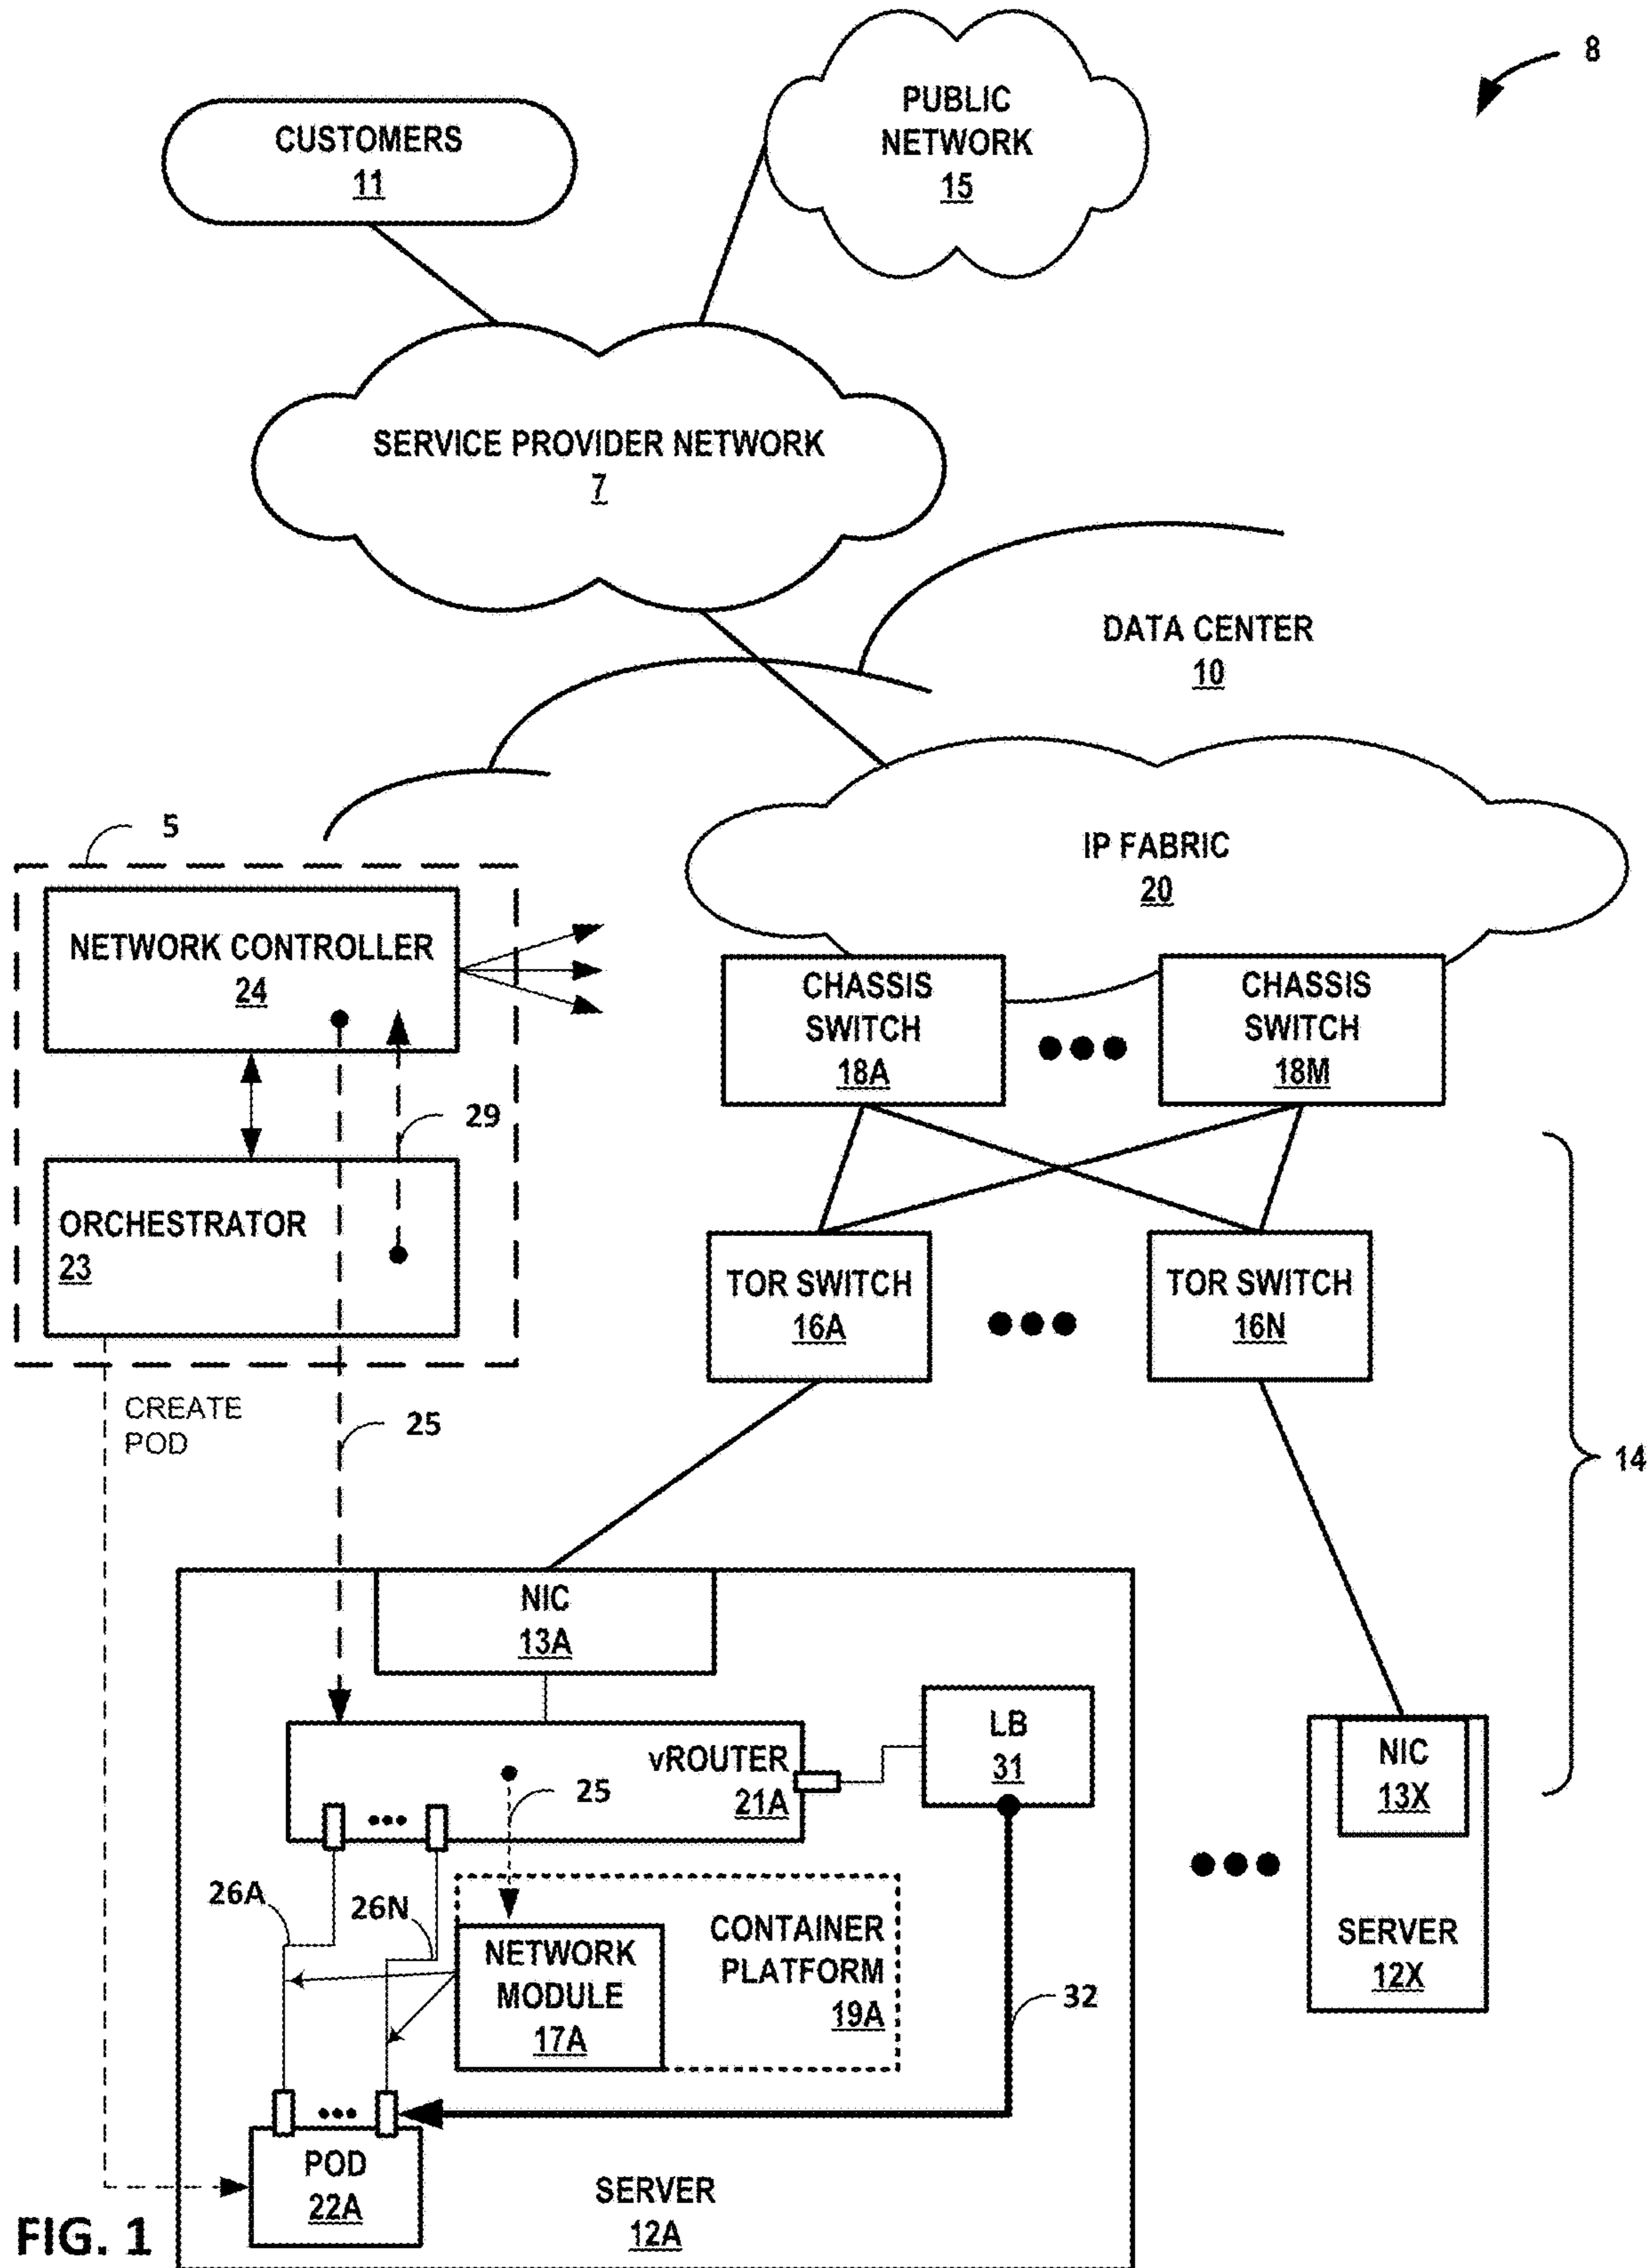 8
PUBLIC
NETWORK
15
CUSTOMERS
11
SERVICE PROVIDER NETWORK
7
DATA CENTER
10
5
IP FABRIC
20
NETWORK CONTROLLER
24
CHASSIS
SWITCH
18A
CHASSIS
SWITCH
18M
29
ORCHESTRATOR
23
TOR SWITCH
16A
TOR SWITCH
16N
CREATE
POD
25
14
NIC
13A
LB
31
vROUTER
21A
25
NIC
13X
26A
26N
CONTAINER
PLATFORM
19A
NETWORK
MODULE
17A
32
SERVER
12X
POD
22A
SERVER
12A
FIG. 1